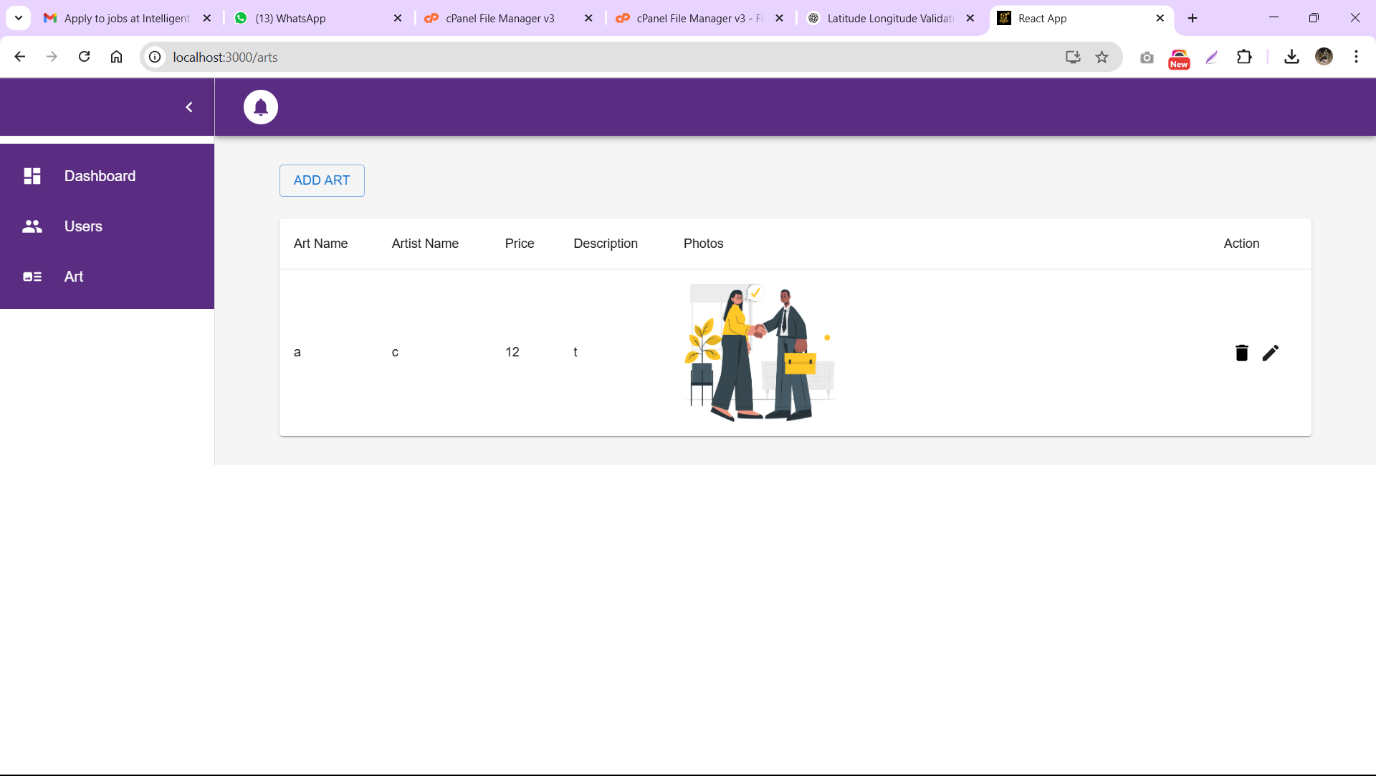 Apply to jobs at Intelligent
(13) WhatsApp
cPanel File Manager v3
cPanel File Manager v3 - Fi
Latitude Longitude Validati
React App
localhost:3000/arts
New
Dashboard
Users
Art
ADD ART
Art Name Artist Name Price Description Photos Action
a c 12 t